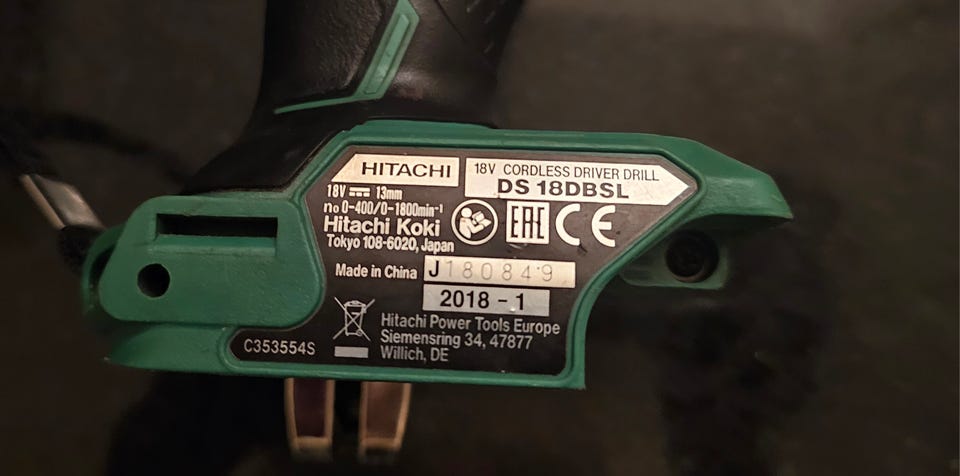 HITACHI
18V CORDLESS DRIVER DRILL
DS 18DBSL
18V ⎓ 13mm
no 0-400/0-1800min⁻¹
Hitachi Koki
Tokyo 108-6020, Japan
EAC
CE
Made in China J180849
2018 - 1
Hitachi Power Tools Europe
Siemensring 34, 47877
Willich, DE
C353554S